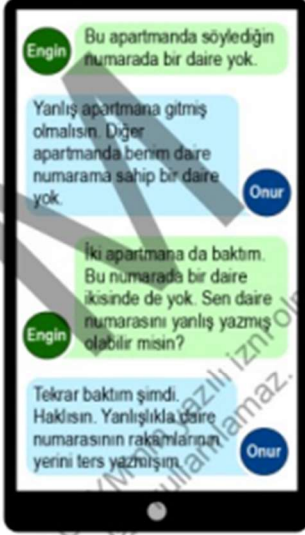 Engin
Bu apartmanda söylediğin
numarada bir daire yok.
Yanlış apartmana gitmiş
olmalısın. Diğer
apartmanda benim daire
numarama sahip bir daire
yok.
Onur
İki apartmana da baktım.
Bu numarada bir daire
ikisinde de yok. Sen daire
numarasını yanlış yazmış
olabilir misin?
Engin
Tekrar baktım şimdi.
Haklısın. Yanlışlıkla daire
numarasının rakamlarının
yerini ters yazmışım.
Onur